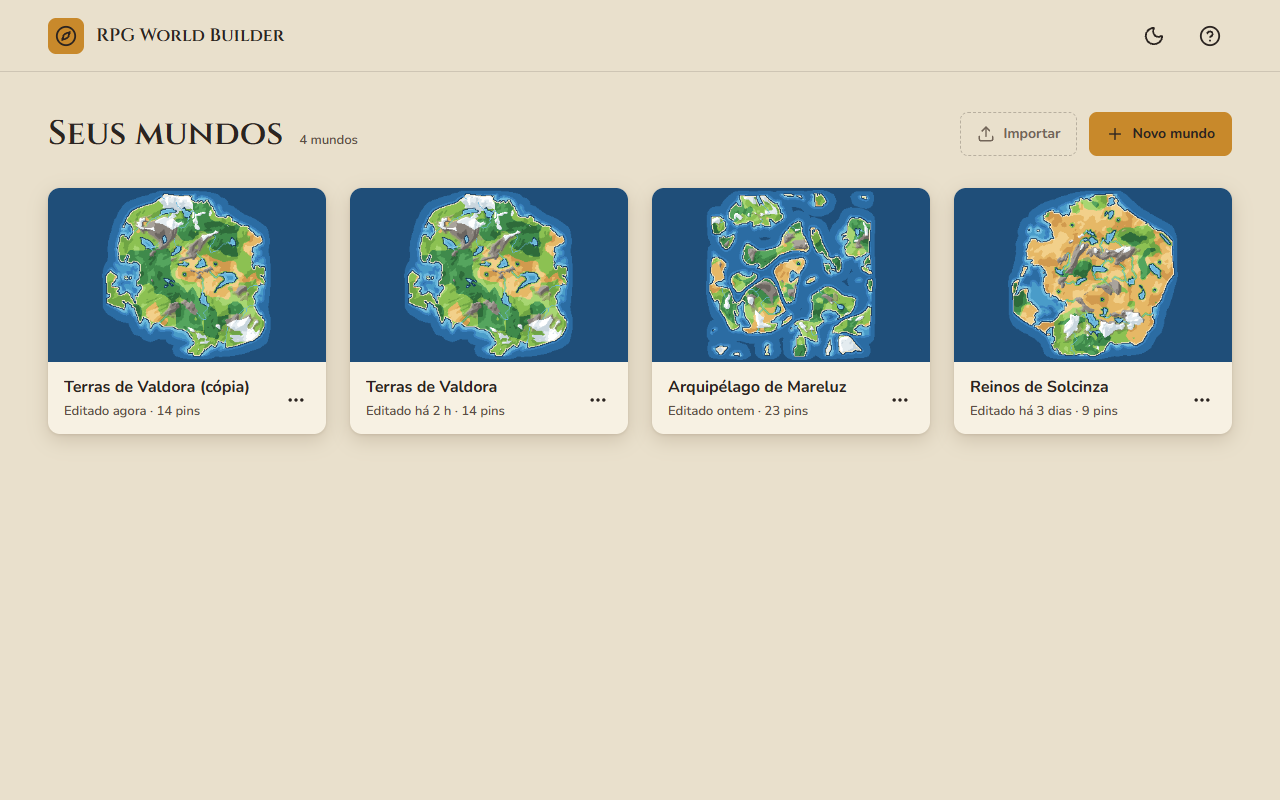 RPG World Builder
Seus mundos
4 mundos
Importar
Novo mundo
Terras de Valdora (cópia)
Editado agora · 14 pins
Terras de Valdora
Editado há 2 h · 14 pins
Arquipélago de Mareluz
Editado ontem · 23 pins
Reinos de Solcinza
Editado há 3 dias · 9 pins